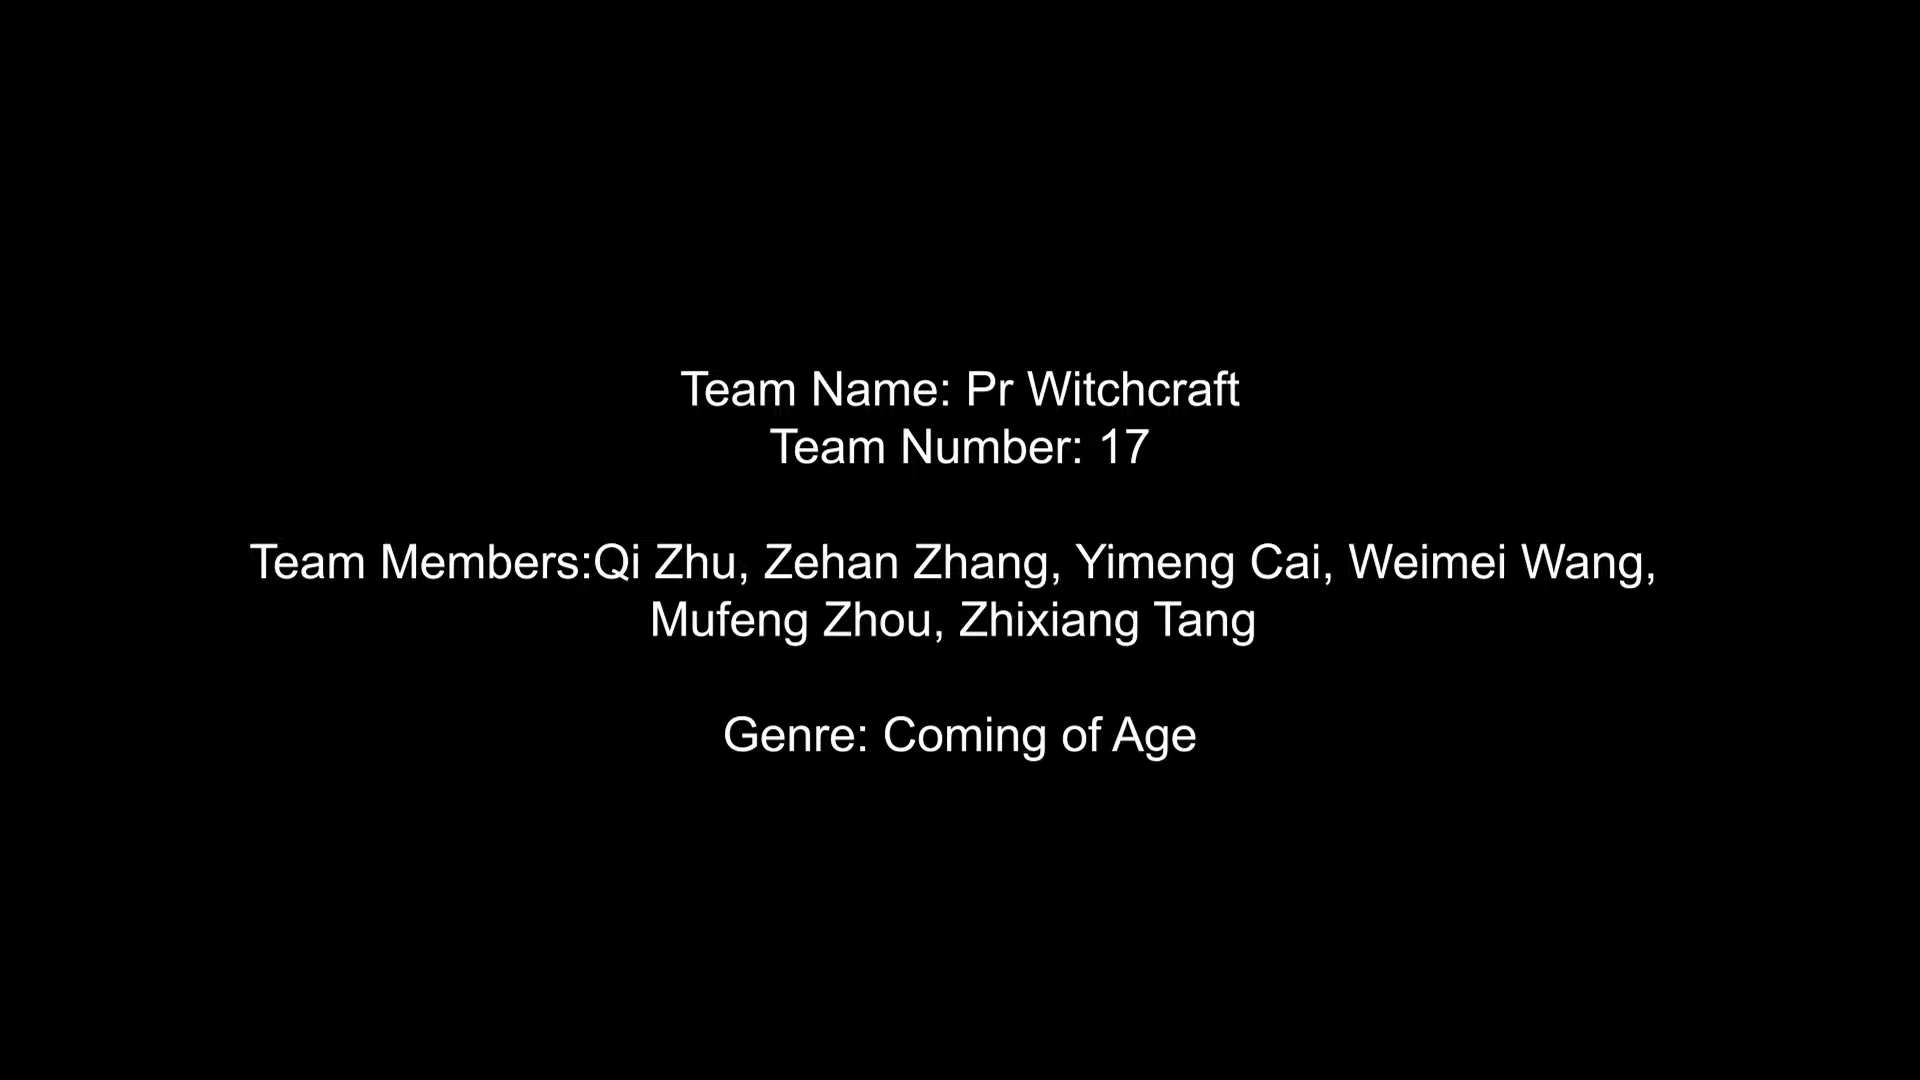 Team Name: Pr Witchcraft
Team Number: 17
Team Members:Qi Zhu, Zehan Zhang, Yimeng Cai, Weimei Wang,
Mufeng Zhou, Zhixiang Tang
Genre: Coming of Age